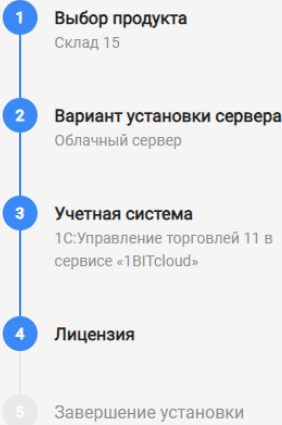 1
Выбор продукта
Склад 15
2
Вариант установки сервера
Облачный сервер
3
Учетная система
1С:Управление торговлей 11 в
сервисе «1BITcloud»
4
Лицензия
5
Завершение установки